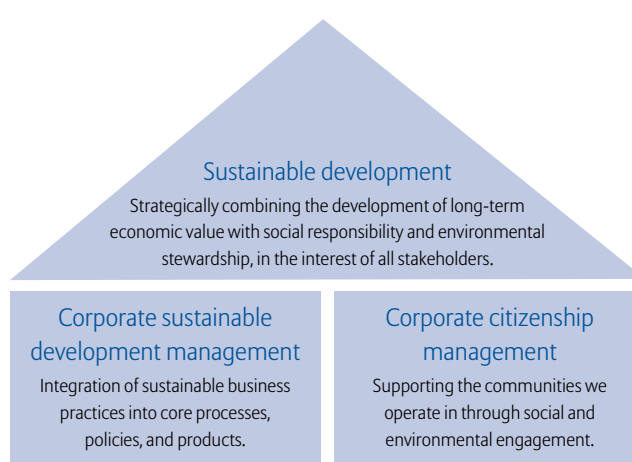 Sustainable development
Strategically combining the development of long-term
economic value with social responsibility and environmental
stewardship, in the interest of all stakeholders.
Corporate sustainable
development management
Integration of sustainable business
practices into core processes,
policies, and products.
Corporate citizenship
management
Supporting the communities we
operate in through social and
environmental engagement.